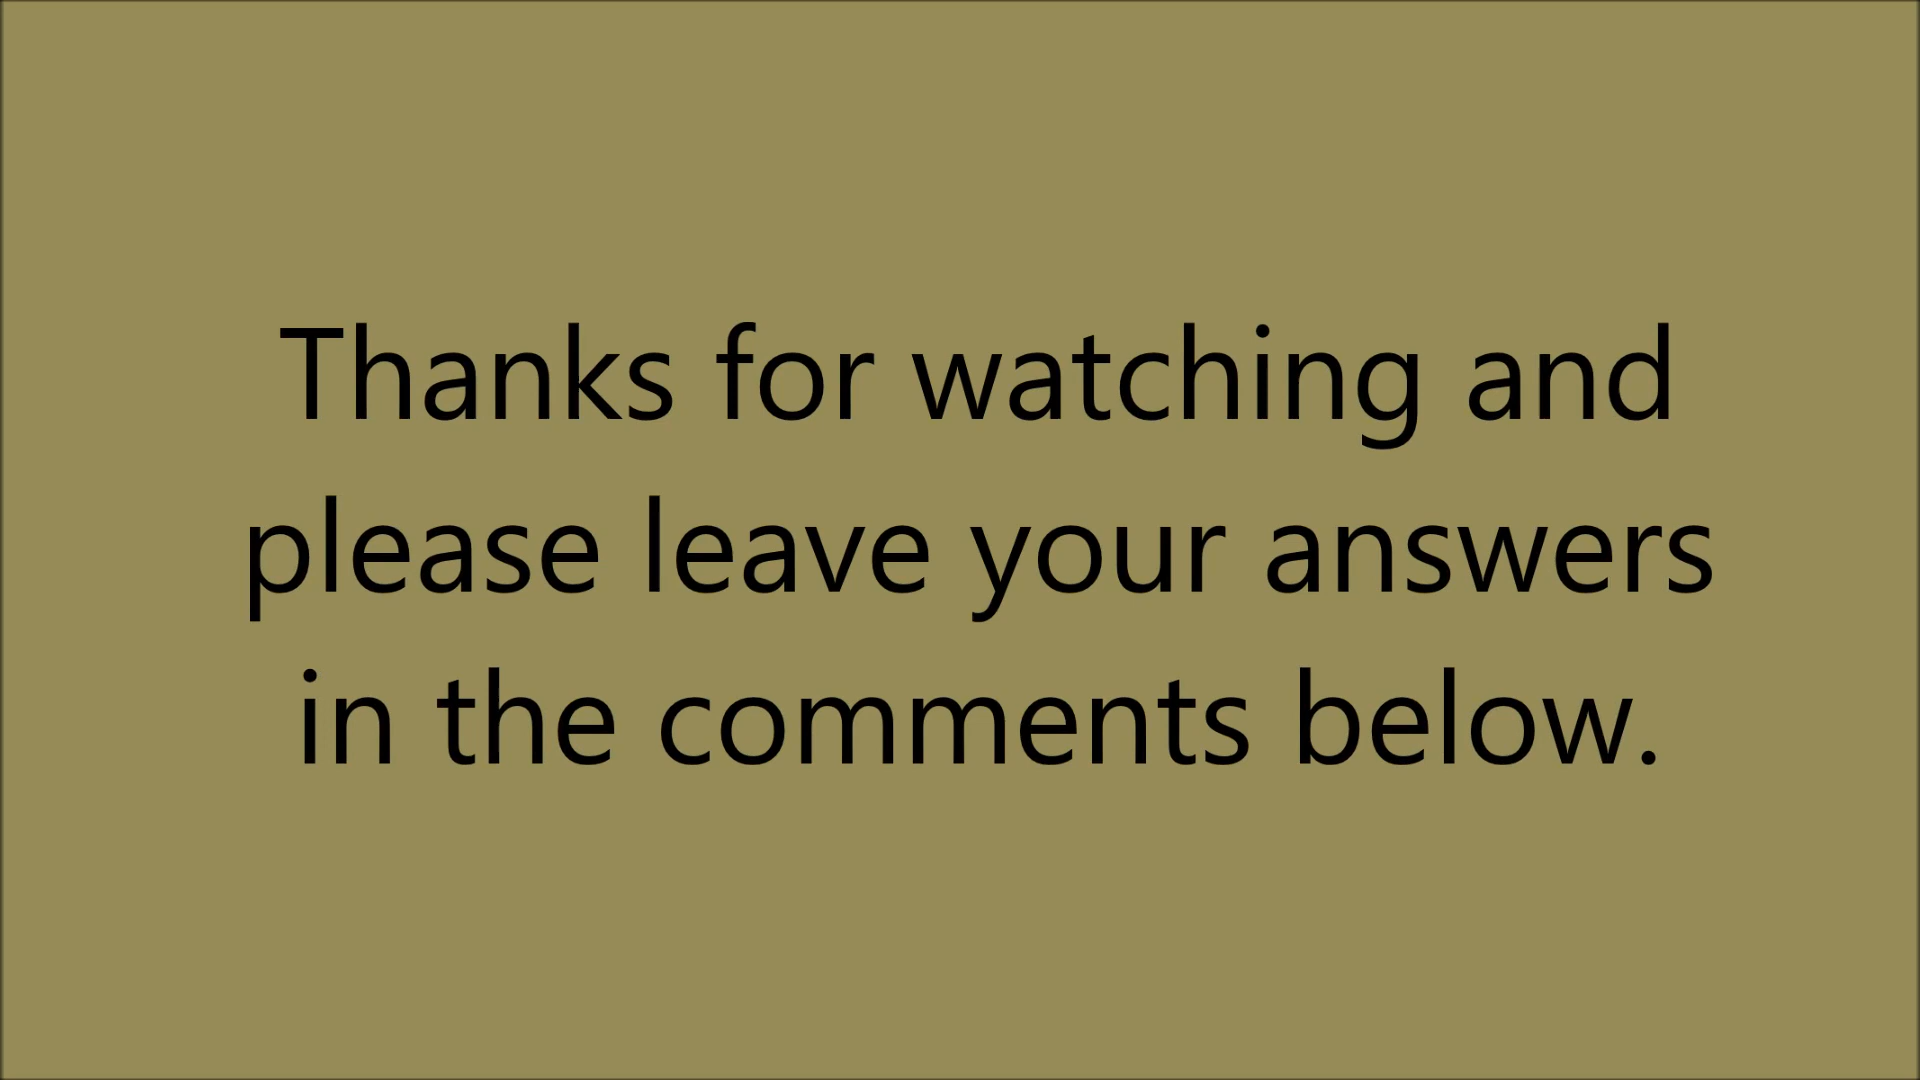 Thanks for watching and
please leave your answers
in the comments below.